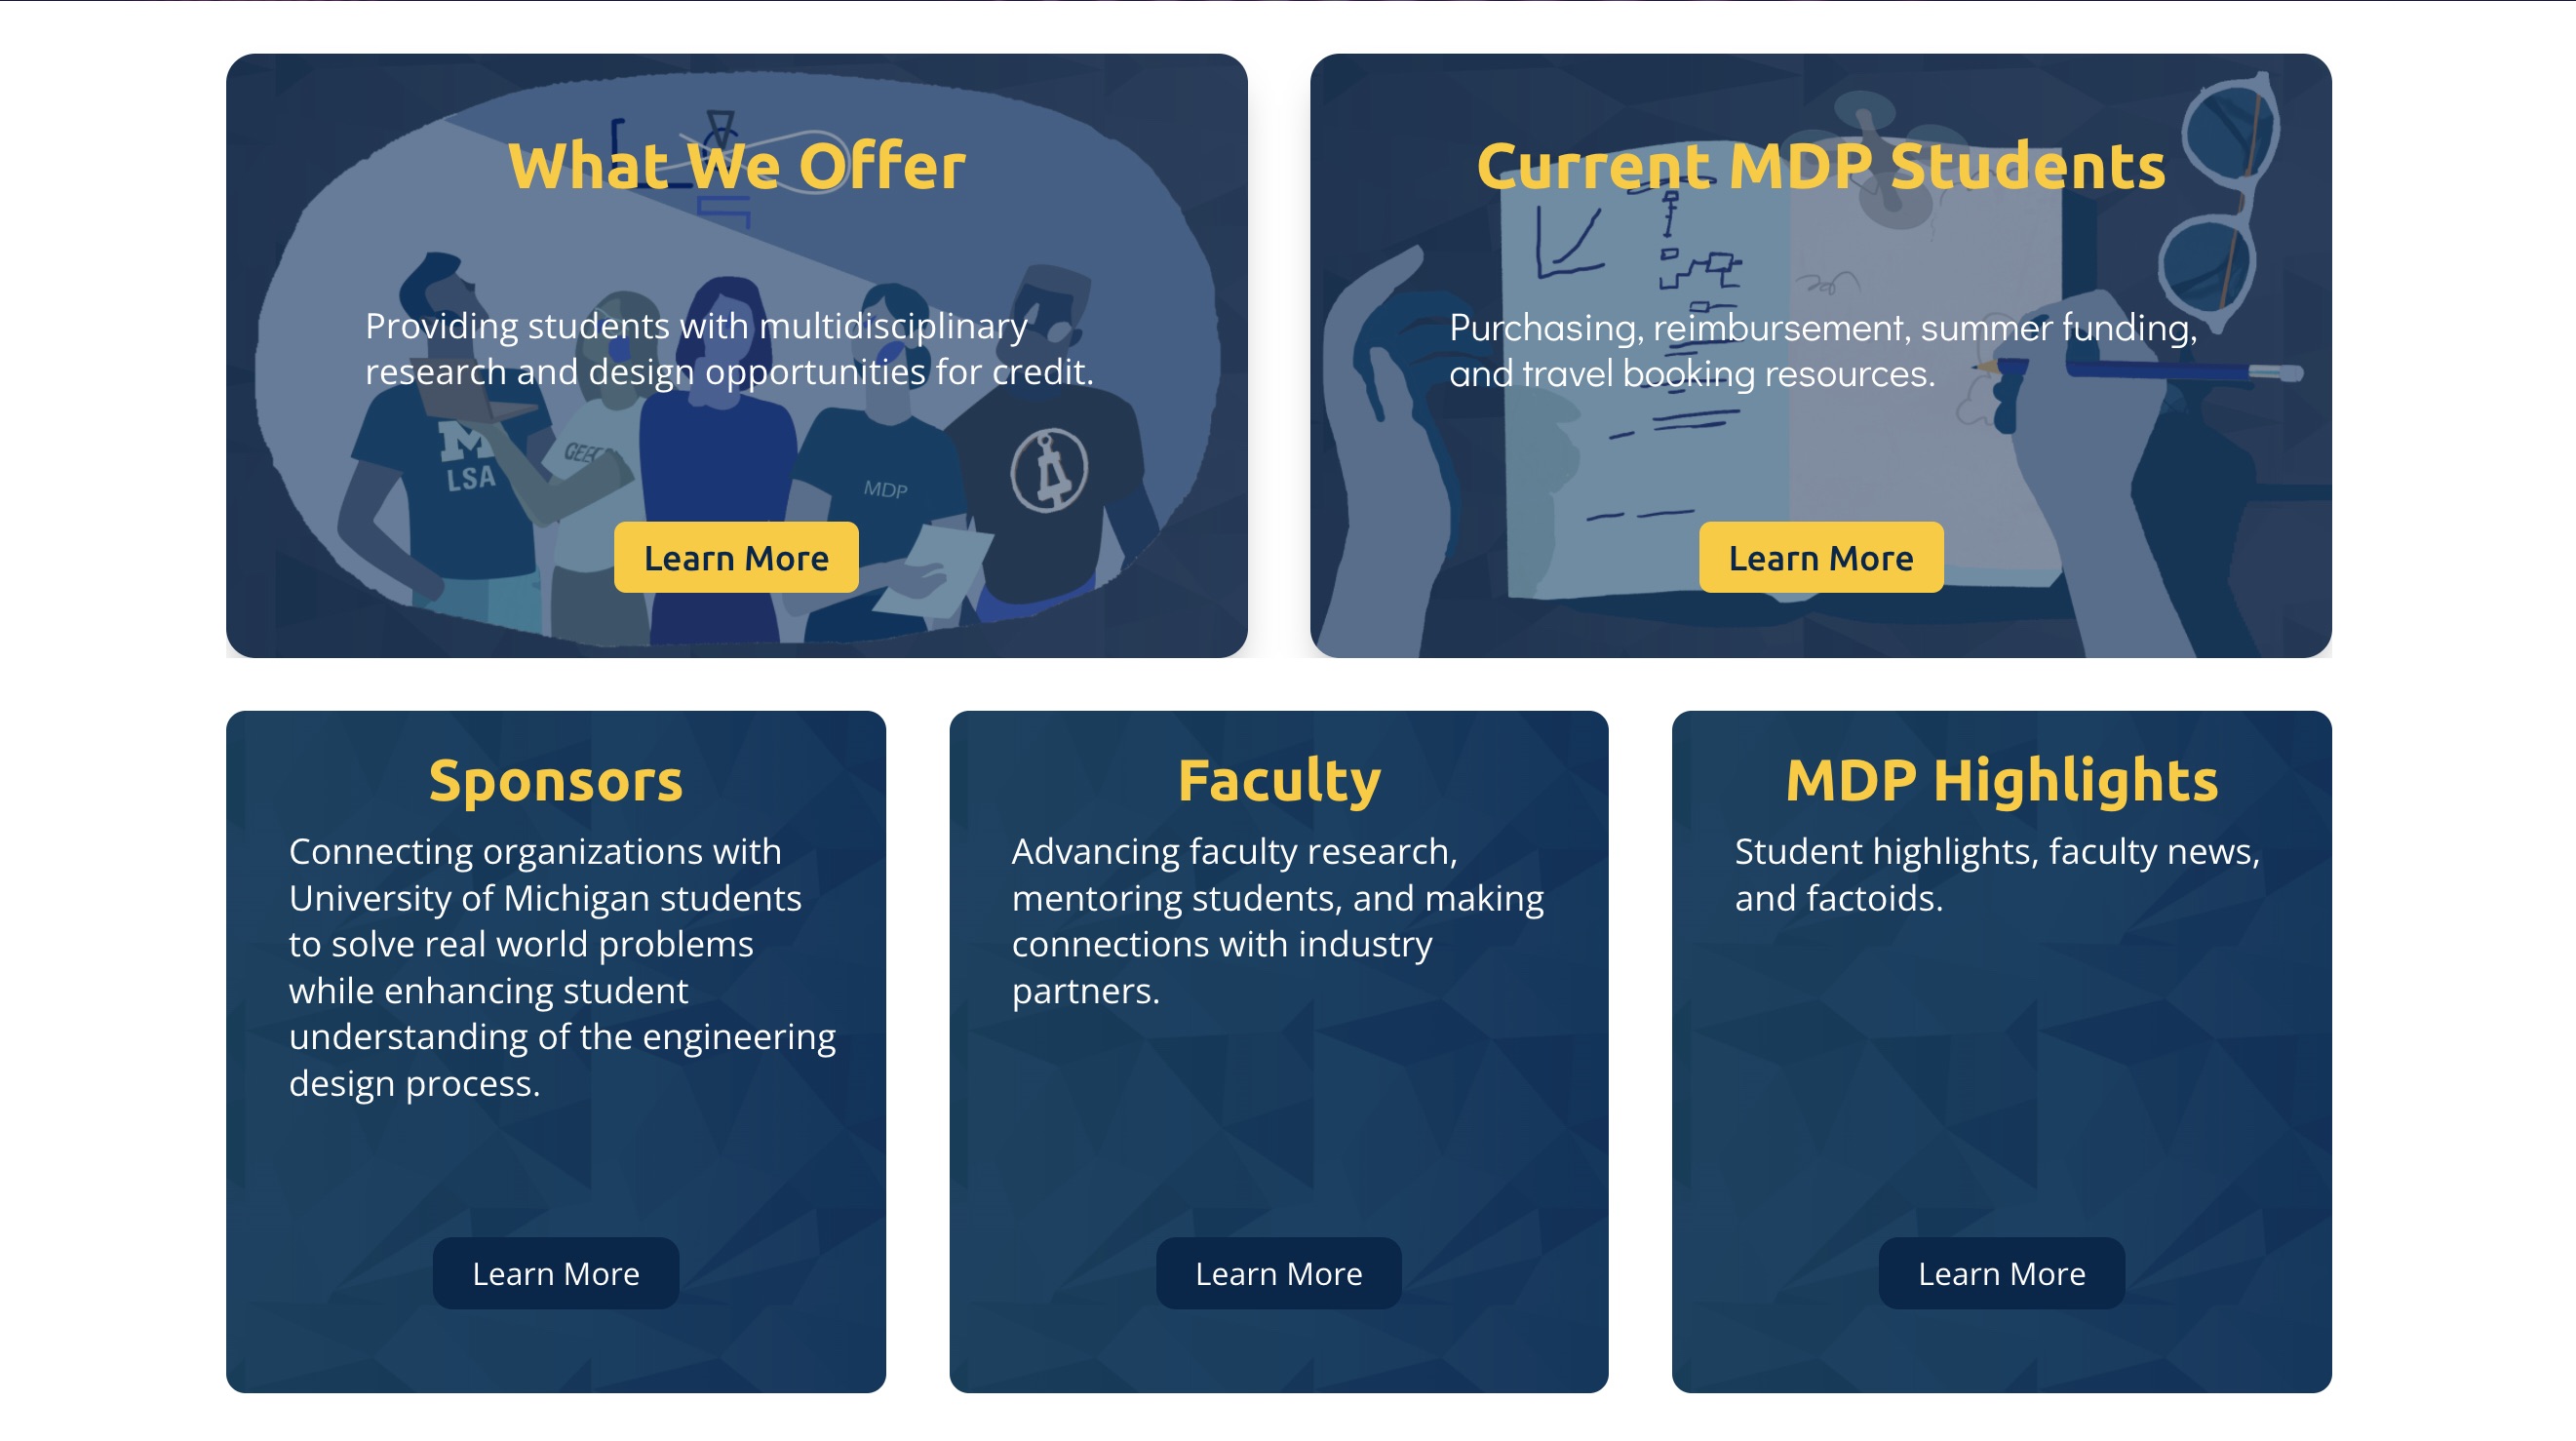 What We Offer
Providing students with multidisciplinary
research and design opportunities for credit.
M
LSA
MDP
Learn More
Current MDP Students
Purchasing, reimbursement, summer funding,
and travel booking resources.
Learn More
Sponsors
Connecting organizations with
University of Michigan students
to solve real world problems
while enhancing student
understanding of the engineering
design process.
Learn More
Faculty
Advancing faculty research,
mentoring students, and making
connections with industry
partners.
Learn More
MDP Highlights
Student highlights, faculty news,
and factoids.
Learn More